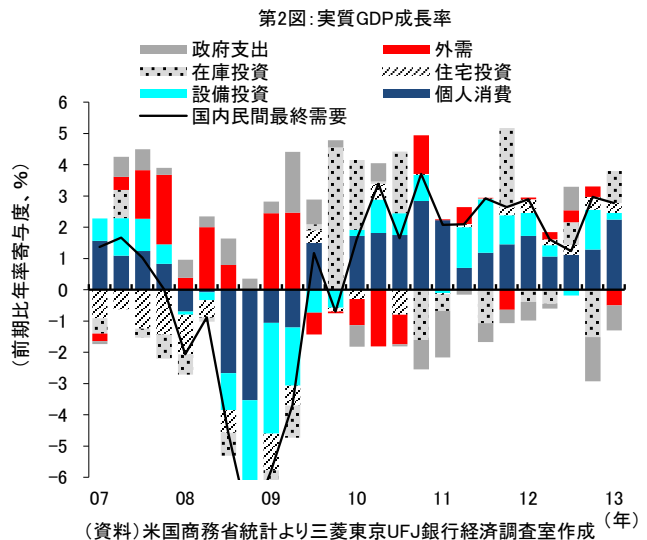 第2図:実質GDP成長率
政府支出 外需
在庫投資 住宅投資
設備投資 個人消費
国内民間最終需要
(前期比年率寄与度、%)
6
5
4
3
2
1
0
−1
−2
−3
−4
−5
−6
07 08 09 10 11 12 13
(年)
(資料)米国商務省統計より三菱東京UFJ銀行経済調査室作成